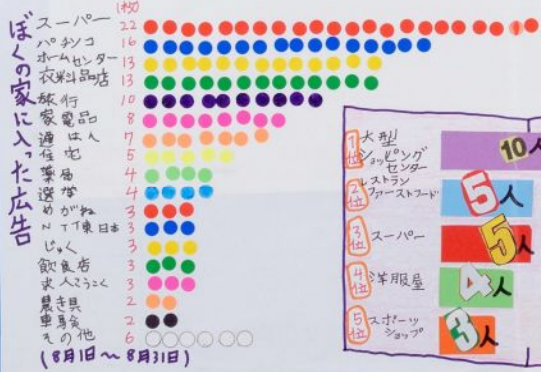 ぼくの家に入った広告
(枚)
スーパー 22
パチンコ 16
ホームセンター 13
衣料品店 13
旅行 10
家電品 8
通はん 7
住宅 5
薬局 4
選挙 4
めがね 3
NTT東日本 3
じゅく 3
飲食店 3
求人こうこく 3
農き具 2
車験 2
その他 6
(8月1日〜8月31日)
1位 大型ショッピングセンター 10人
2位 レストランファーストフード 5人
3位 スーパー 5人
4位 洋服屋 4人
5位 スポーツショップ 3人